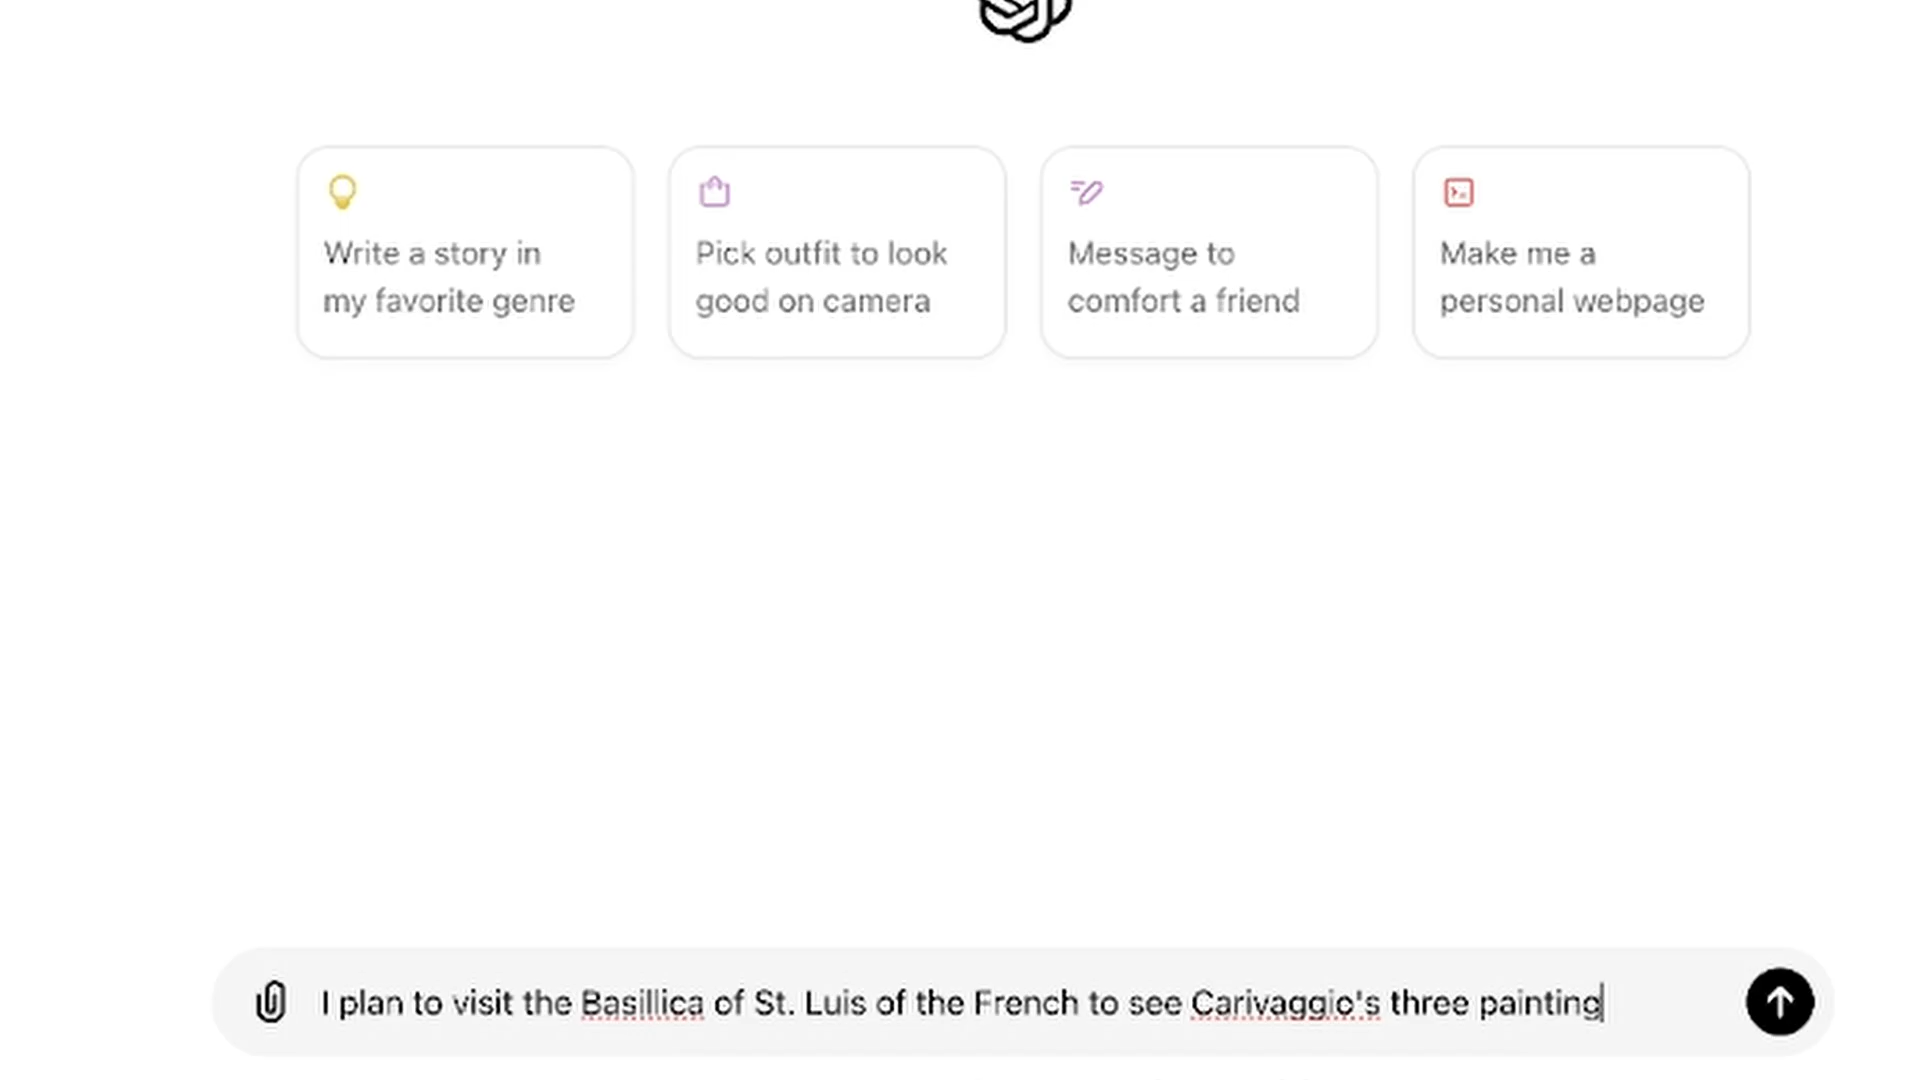 Write a story in
my favorite genre
Pick outfit to look
good on camera
Message to
comfort a friend
Make me a
personal webpage
I plan to visit the Basillica of St. Luis of the French to see Carivaggio's three painting